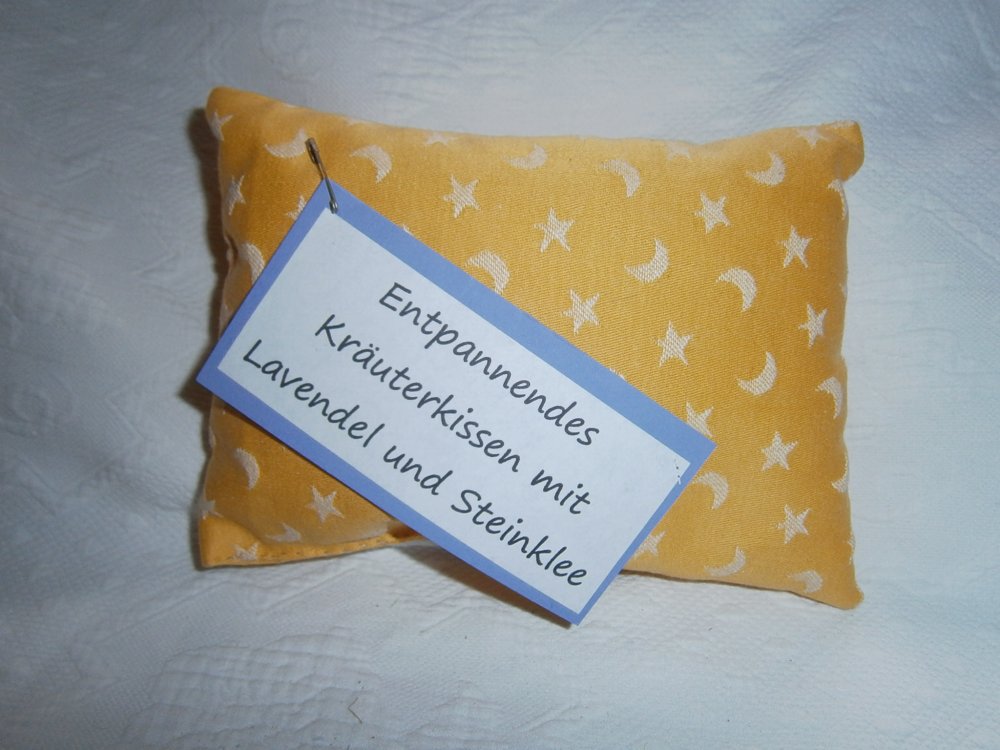 Entpannendes
Kräuterkissen mit
Lavendel und Steinklee